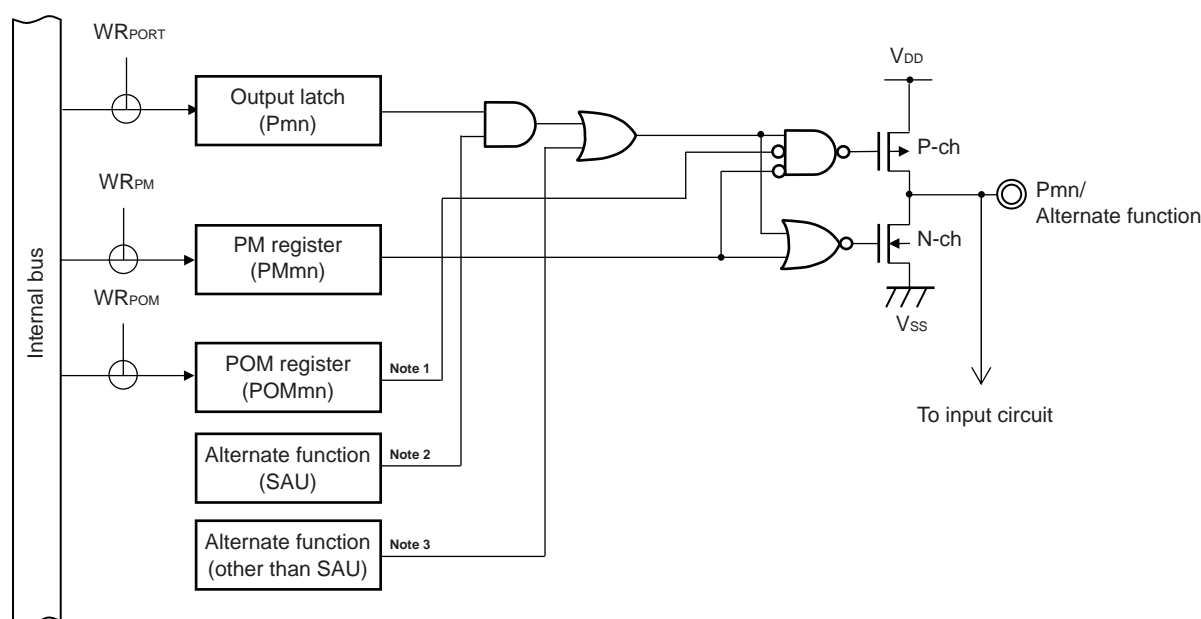 WRPORT
Output latch
(Pmn)
VDD
P-ch
Pmn/
Alternate function
N-ch
VSS
To input circuit
WRPM
PM register
(PMmn)
WRPOM
POM register
(POMmn)
Note 1
Alternate function
(SAU)
Note 2
Alternate function
(other than SAU)
Note 3
Internal bus